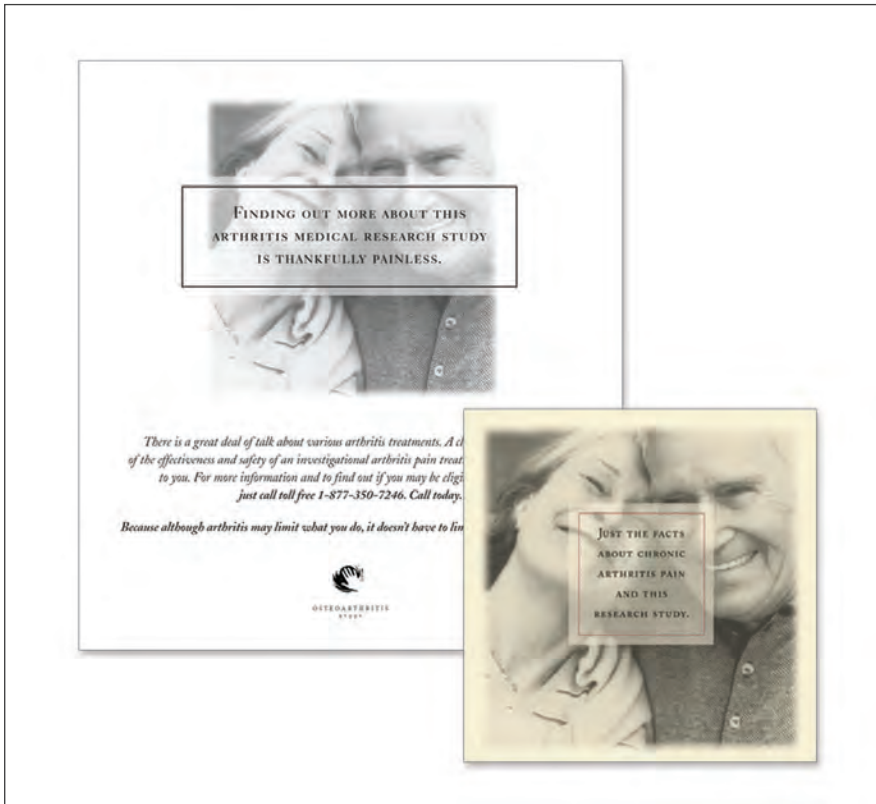 Finding out more about this
arthritis medical research study
is thankfully painless.
There is a great deal of talk about various arthritis treatments. A
of the effectiveness and safety of an investigational arthritis pain
to you. For more information and to find out if you may be
just call toll free 1-877-350-7246. Call today.
Because although arthritis may limit what you do, it doesn't have to
OSTEOARTHRITIS
STUDY
Just the facts
about chronic
arthritis pain
and this
research study.